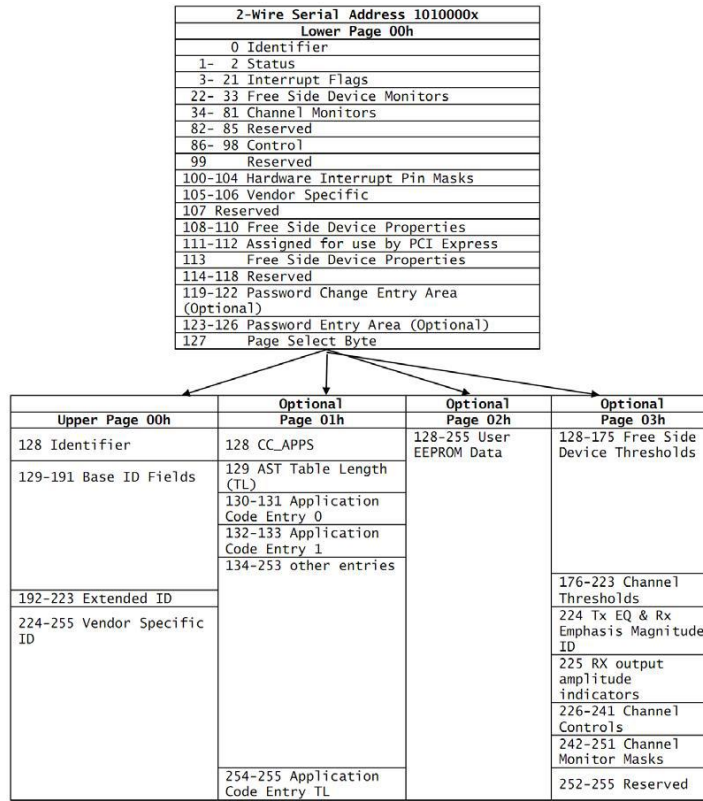 2-Wire Serial Address 1010000x
Lower Page 00h
0 Identifier
1- 2 Status
3- 21 Interrupt Flags
22- 33 Free Side Device Monitors
34- 81 Channel Monitors
82- 85 Reserved
86- 98 Control
99 Reserved
100-104 Hardware Interrupt Pin Masks
105-106 Vendor Specific
107 Reserved
108-110 Free Side Device Properties
111-112 Assigned for use by PCI Express
113 Free Side Device Properties
114-118 Reserved
119-122 Password Change Entry Area
(Optional)
123-126 Password Entry Area (Optional)
127 Page Select Byte
Upper Page 00h
128 Identifier
129-191 Base ID Fields
192-223 Extended ID
224-255 Vendor Specific
ID
Optional
Page 01h
128 CC_APPS
129 AST Table Length
(TL)
130-131 Application
Code Entry 0
132-133 Application
Code Entry 1
134-253 other entries
254-255 Application
Code Entry TL
Optional
Page 02h
128-255 User
EEPROM Data
Optional
Page 03h
128-175 Free Side
Device Thresholds
176-223 Channel
Thresholds
224 Tx EQ & Rx
Emphasis Magnitude
ID
225 RX output
amplitude
indicators
226-241 Channel
Controls
242-251 Channel
Monitor Masks
252-255 Reserved